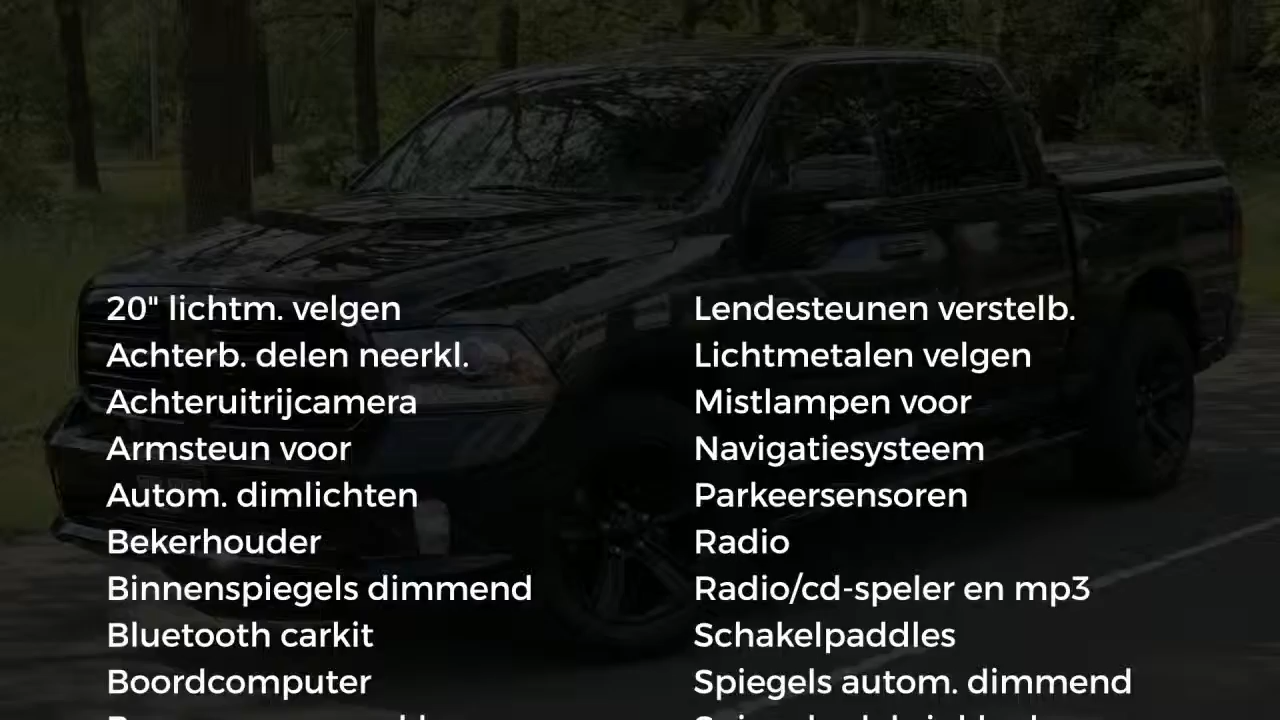 20" lichtm. velgen
Achterb. delen neerkl.
Achteruitrijcamera
Armsteun voor
Autom. dimlichten
Bekerhouder
Binnenspiegels dimmend
Bluetooth carkit
Boordcomputer
Lendesteunen verstelb.
Lichtmetalen velgen
Mistlampen voor
Navigatiesysteem
Parkeersensoren
Radio
Radio/cd-speler en mp3
Schakelpaddles
Spiegels autom. dimmend